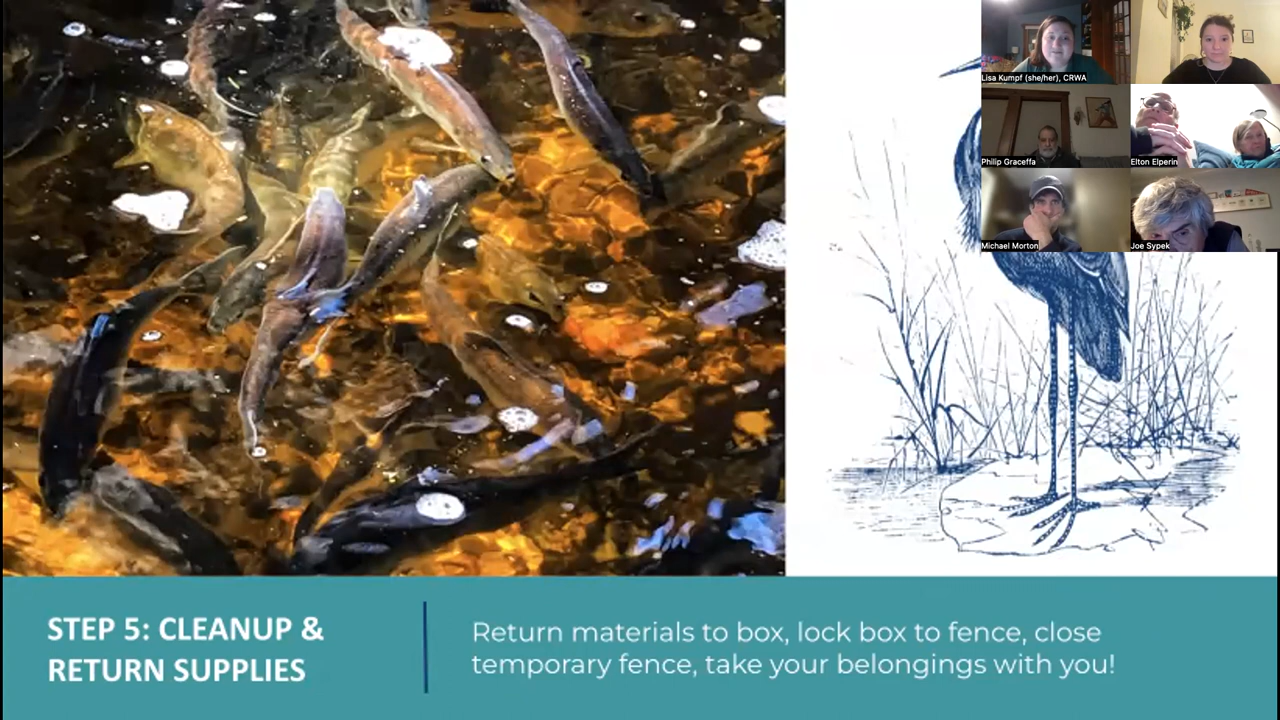 Lisa Kumpf (she/her), CRWA
Philip Graceffa
Elton Elperin
Michael Morton
Joe Sypek
STEP 5: CLEANUP &
RETURN SUPPLIES
Return materials to box, lock box to fence, close
temporary fence, take your belongings with you!